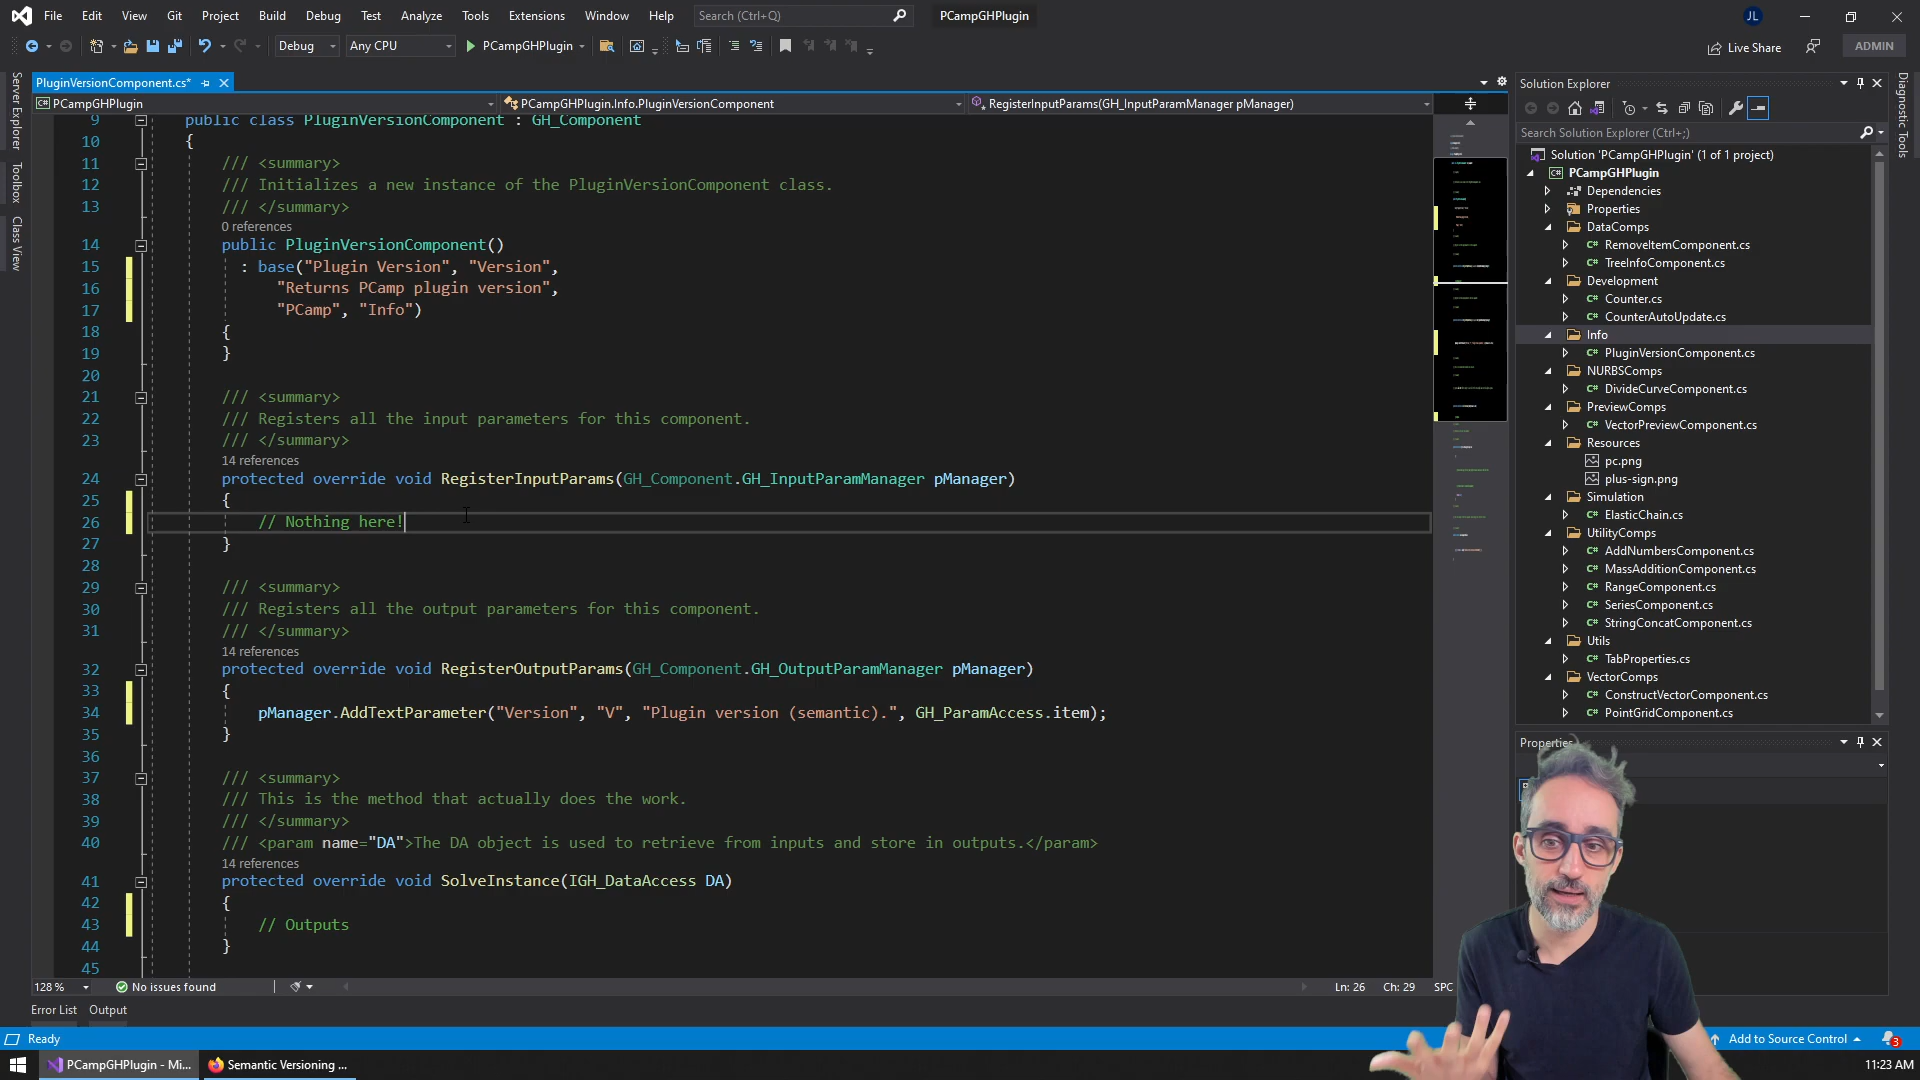 File Edit View Git Project Build Debug Test Analyze Tools Extensions Window Help Search (Ctrl+Q) PCampGHPlugin JL
Debug Any CPU PCampGHPlugin Live Share ADMIN
Server Explorer
Toolbox
Class View
PluginVersionComponent.cs*
PCampGHPlugin PCampGHPlugin.Info.PluginVersionComponent RegisterInputParams(GH_InputParamManager pManager)
9 public class PluginVersionComponent : GH_Component
10 {
11 /// <summary>
12 /// Initializes a new instance of the PluginVersionComponent class.
13 /// </summary>
0 references
14 public PluginVersionComponent()
15 : base("Plugin Version", "Version",
16 "Returns PCamp plugin version",
17 "PCamp", "Info")
18 {
19 }
20
21 /// <summary>
22 /// Registers all the input parameters for this component.
23 /// </summary>
14 references
24 protected override void RegisterInputParams(GH_Component.GH_InputParamManager pManager)
25 {
26 // Nothing here!
27 }
28
29 /// <summary>
30 /// Registers all the output parameters for this component.
31 /// </summary>
14 references
32 protected override void RegisterOutputParams(GH_Component.GH_OutputParamManager pManager)
33 {
34 pManager.AddTextParameter("Version", "V", "Plugin version (semantic).", GH_ParamAccess.item);
35 }
36
37 /// <summary>
38 /// This is the method that actually does the work.
39 /// </summary>
40 /// <param name="DA">The DA object is used to retrieve from inputs and store in outputs.</param>
14 references
41 protected override void SolveInstance(IGH_DataAccess DA)
42 {
43 // Outputs
44 }
45
128 % No issues found Ln: 26 Ch: 29 SPC
Error List Output
Solution Explorer
Search Solution Explorer (Ctrl+;)
Solution 'PCampGHPlugin' (1 of 1 project)
C# PCampGHPlugin
Dependencies
Properties
DataComps
C# RemoveItemComponent.cs
C# TreeInfoComponent.cs
Development
C# Counter.cs
C# CounterAutoUpdate.cs
Info
C# PluginVersionComponent.cs
NURBSComps
C# DivideCurveComponent.cs
PreviewComps
C# VectorPreviewComponent.cs
Resources
pc.png
plus-sign.png
Simulation
C# ElasticChain.cs
UtilityComps
C# AddNumbersComponent.cs
C# MassAdditionComponent.cs
C# RangeComponent.cs
C# SeriesComponent.cs
C# StringConcatComponent.cs
Utils
C# TabProperties.cs
VectorComps
C# ConstructVectorComponent.cs
C# PointGridComponent.cs
Properties
Diagnostic Tools
Ready Add to Source Control 3
PCampGHPlugin - Mi... Semantic Versioning ... 11:23 AM